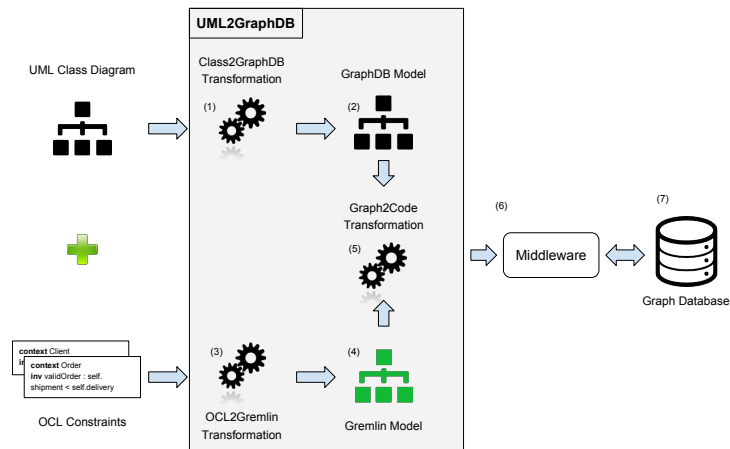 UML2GraphDB
UML Class Diagram
Class2GraphDB
Transformation
GraphDB Model
(1)
(2)
Graph2Code
Transformation
(5)
(6)
Middleware
(7)
Graph Database
context Client
context Order
inv validOrder : self.
shipment < self.delivery
OCL Constraints
(3)
OCL2Gremlin
Transformation
(4)
Gremlin Model